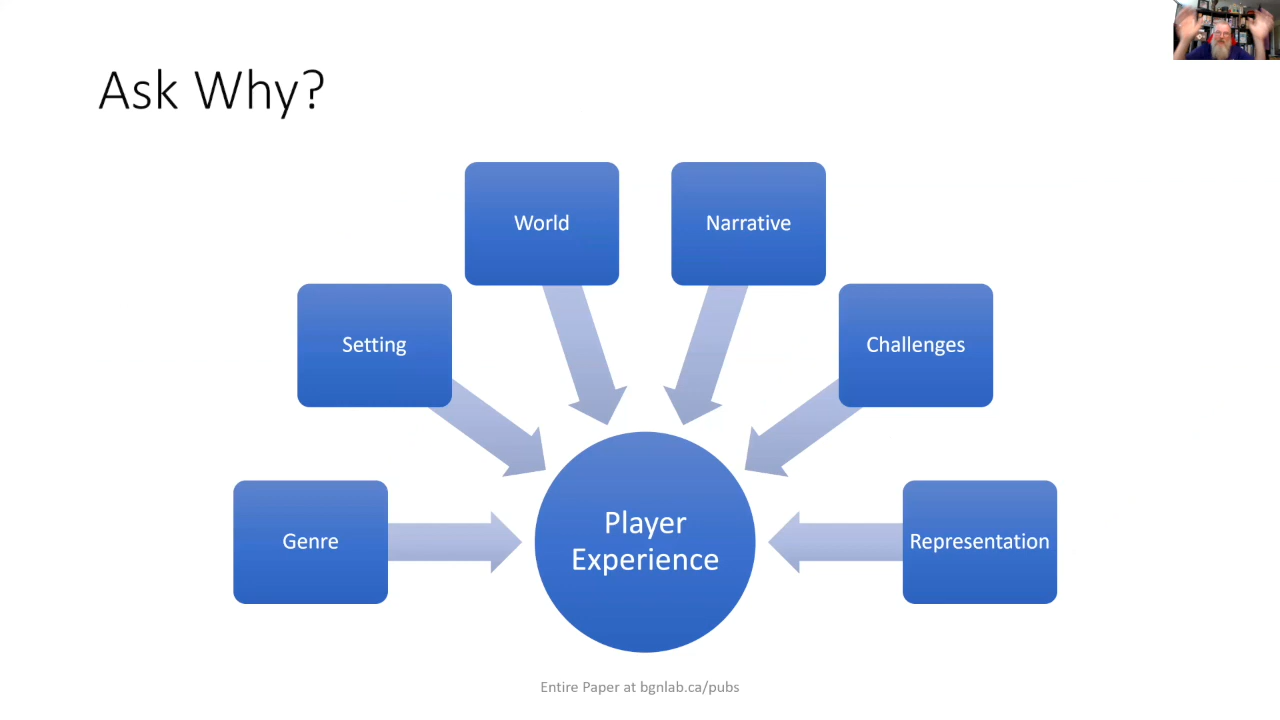 Ask Why?
World
Narrative
Setting
Challenges
Genre
Player
Experience
Representation
Entire Paper at bgnlab.ca/pubs